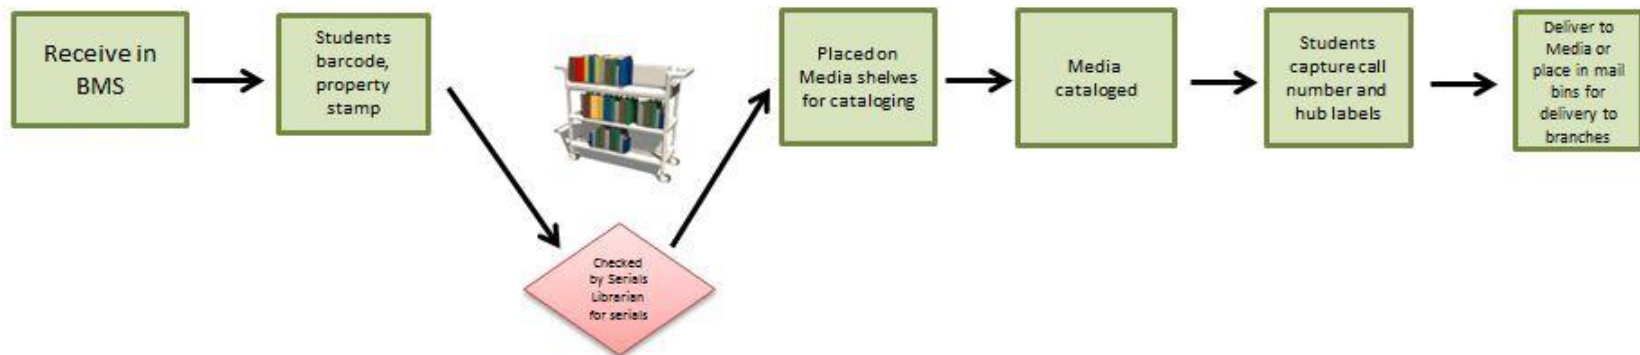 Receive in
BMS
Students
barcode,
property
stamp
Checked
by Serials
Librarian
for serials
Placed on
Media shelves
for cataloging
Media
cataloged
Students
capture call
number and
hub labels
Deliver to
Media or
place in mail
bins for
delivery to
branches